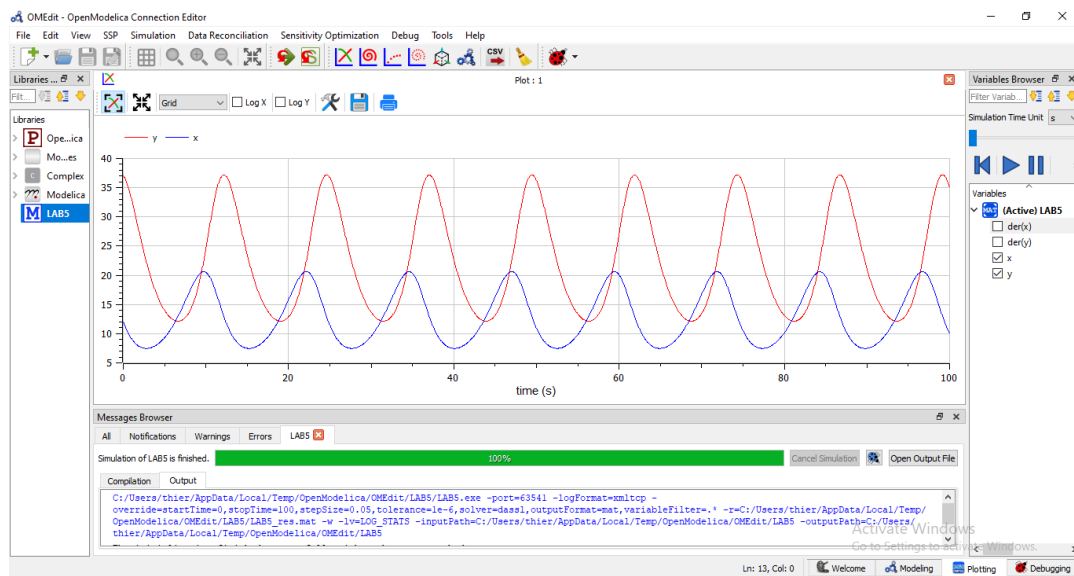 OMEdit - OpenModelica Connection Editor
File Edit View SSP Simulation Data Reconciliation Sensitivity Optimization Debug Tools Help
CSV
Libraries ...
Plot : 1
Variables Browser
Filt...
Grid
Log X
Log Y
Filter Variab...
Libraries
Simulation Time Unit s
P Ope...ica
Mo...es
C Complex
Modelica
M LAB5
y x
40
35
30
25
20
15
10
5
0 20 40 60 80 100
time (s)
Variables
MAT (Active) LAB5
der(x)
der(y)
x
y
Messages Browser
All Notifications Warnings Errors LAB5
Simulation of LAB5 is finished.
100%
Cancel Simulation
Open Output File
Compilation Output
C:/Users/thier/AppData/Local/Temp/OpenModelica/OMEdit/LAB5/LAB5.exe -port=63541 -logFormat=xmltcp -
override=startTime=0,stopTime=100,stepSize=0.05,tolerance=1e-6,solver=dassl,outputFormat=mat,variableFilter=.* -r=C:/Users/thier/AppData/Local/Temp/
OpenModelica/OMEdit/LAB5/LAB5_res.mat -w -lv=LOG_STATS -inputPath=C:/Users/thier/AppData/Local/Temp/OpenModelica/OMEdit/LAB5 -outputPath=C:/Users/
thier/AppData/Local/Temp/OpenModelica/OMEdit/LAB5
Activate Windows
Go to Settings to activate Windows.
Ln: 13, Col: 0 Welcome Modeling Plotting Debugging